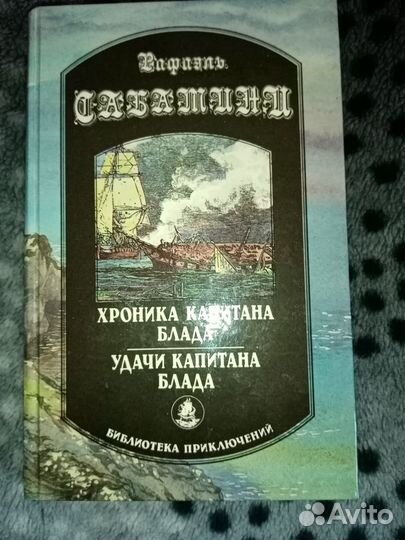 Рафаэль
САБАТИНИ
ХРОНИКА КАПИТАНА
БЛАДА
УДАЧИ КАПИТАНА
БЛАДА
БИБЛИОТЕКА ПРИКЛЮЧЕНИЙ
Avito